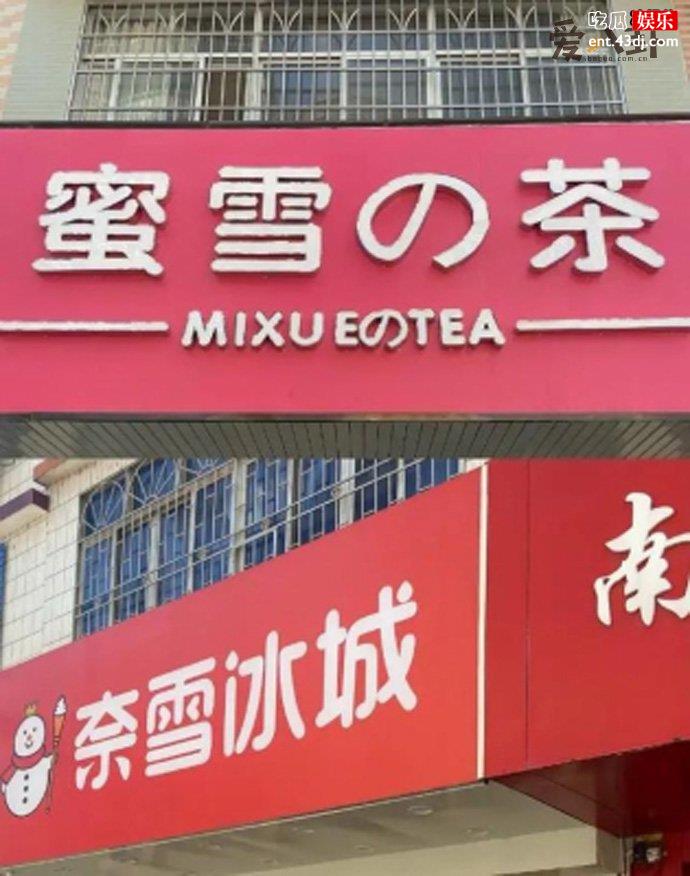 吃瓜 娱乐
ent.43dj.com
蜜雪の茶
MIXUEのTEA
奈雪冰城
南